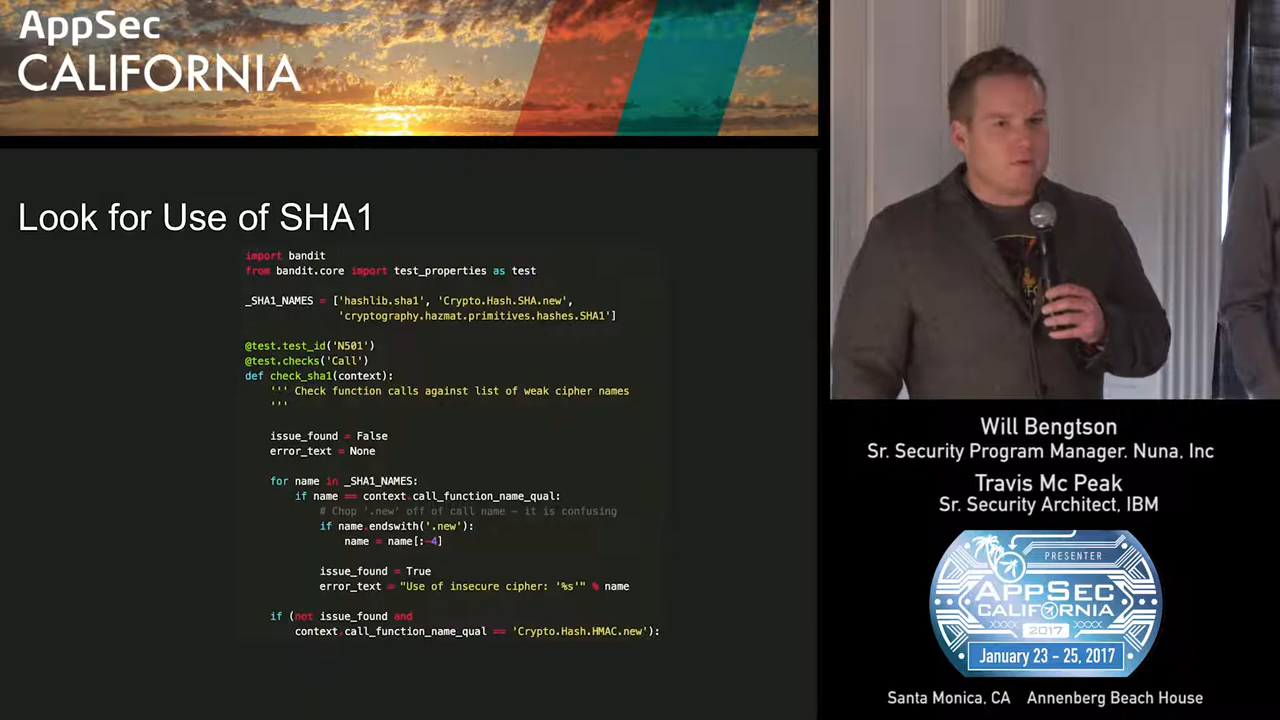 AppSec
CALIFORNIA
Look for Use of SHA1
import bandit
from bandit.core import test_properties as test
_SHA1_NAMES = ['hashlib.sha1', 'Crypto.Hash.SHA.new',
'cryptography.hazmat.primitives.hashes.SHA1']
@test.test_id('N501')
@test.checks('Call')
def check_sha1(context):
''' Check function calls against list of weak cipher names
'''
issue_found = False
error_text = None
for name in _SHA1_NAMES:
if name == context.call_function_name_qual:
# Chop '.new' off of call name - it is confusing
if name.endswith('.new'):
name = name[:-4]
issue_found = True
error_text = "Use of insecure cipher: '%s'" % name
if (not issue_found and
context.call_function_name_qual == 'Crypto.Hash.HMAC.new'):
Will Bengtson
Sr. Security Program Manager. Nuna, Inc
Travis Mc Peak
Sr. Security Architect, IBM
PRESENTER
APPSEC
CALIFORNIA
XXXX 2017 XXXX
January 23 - 25, 2017
Santa Monica, CA Annenberg Beach House